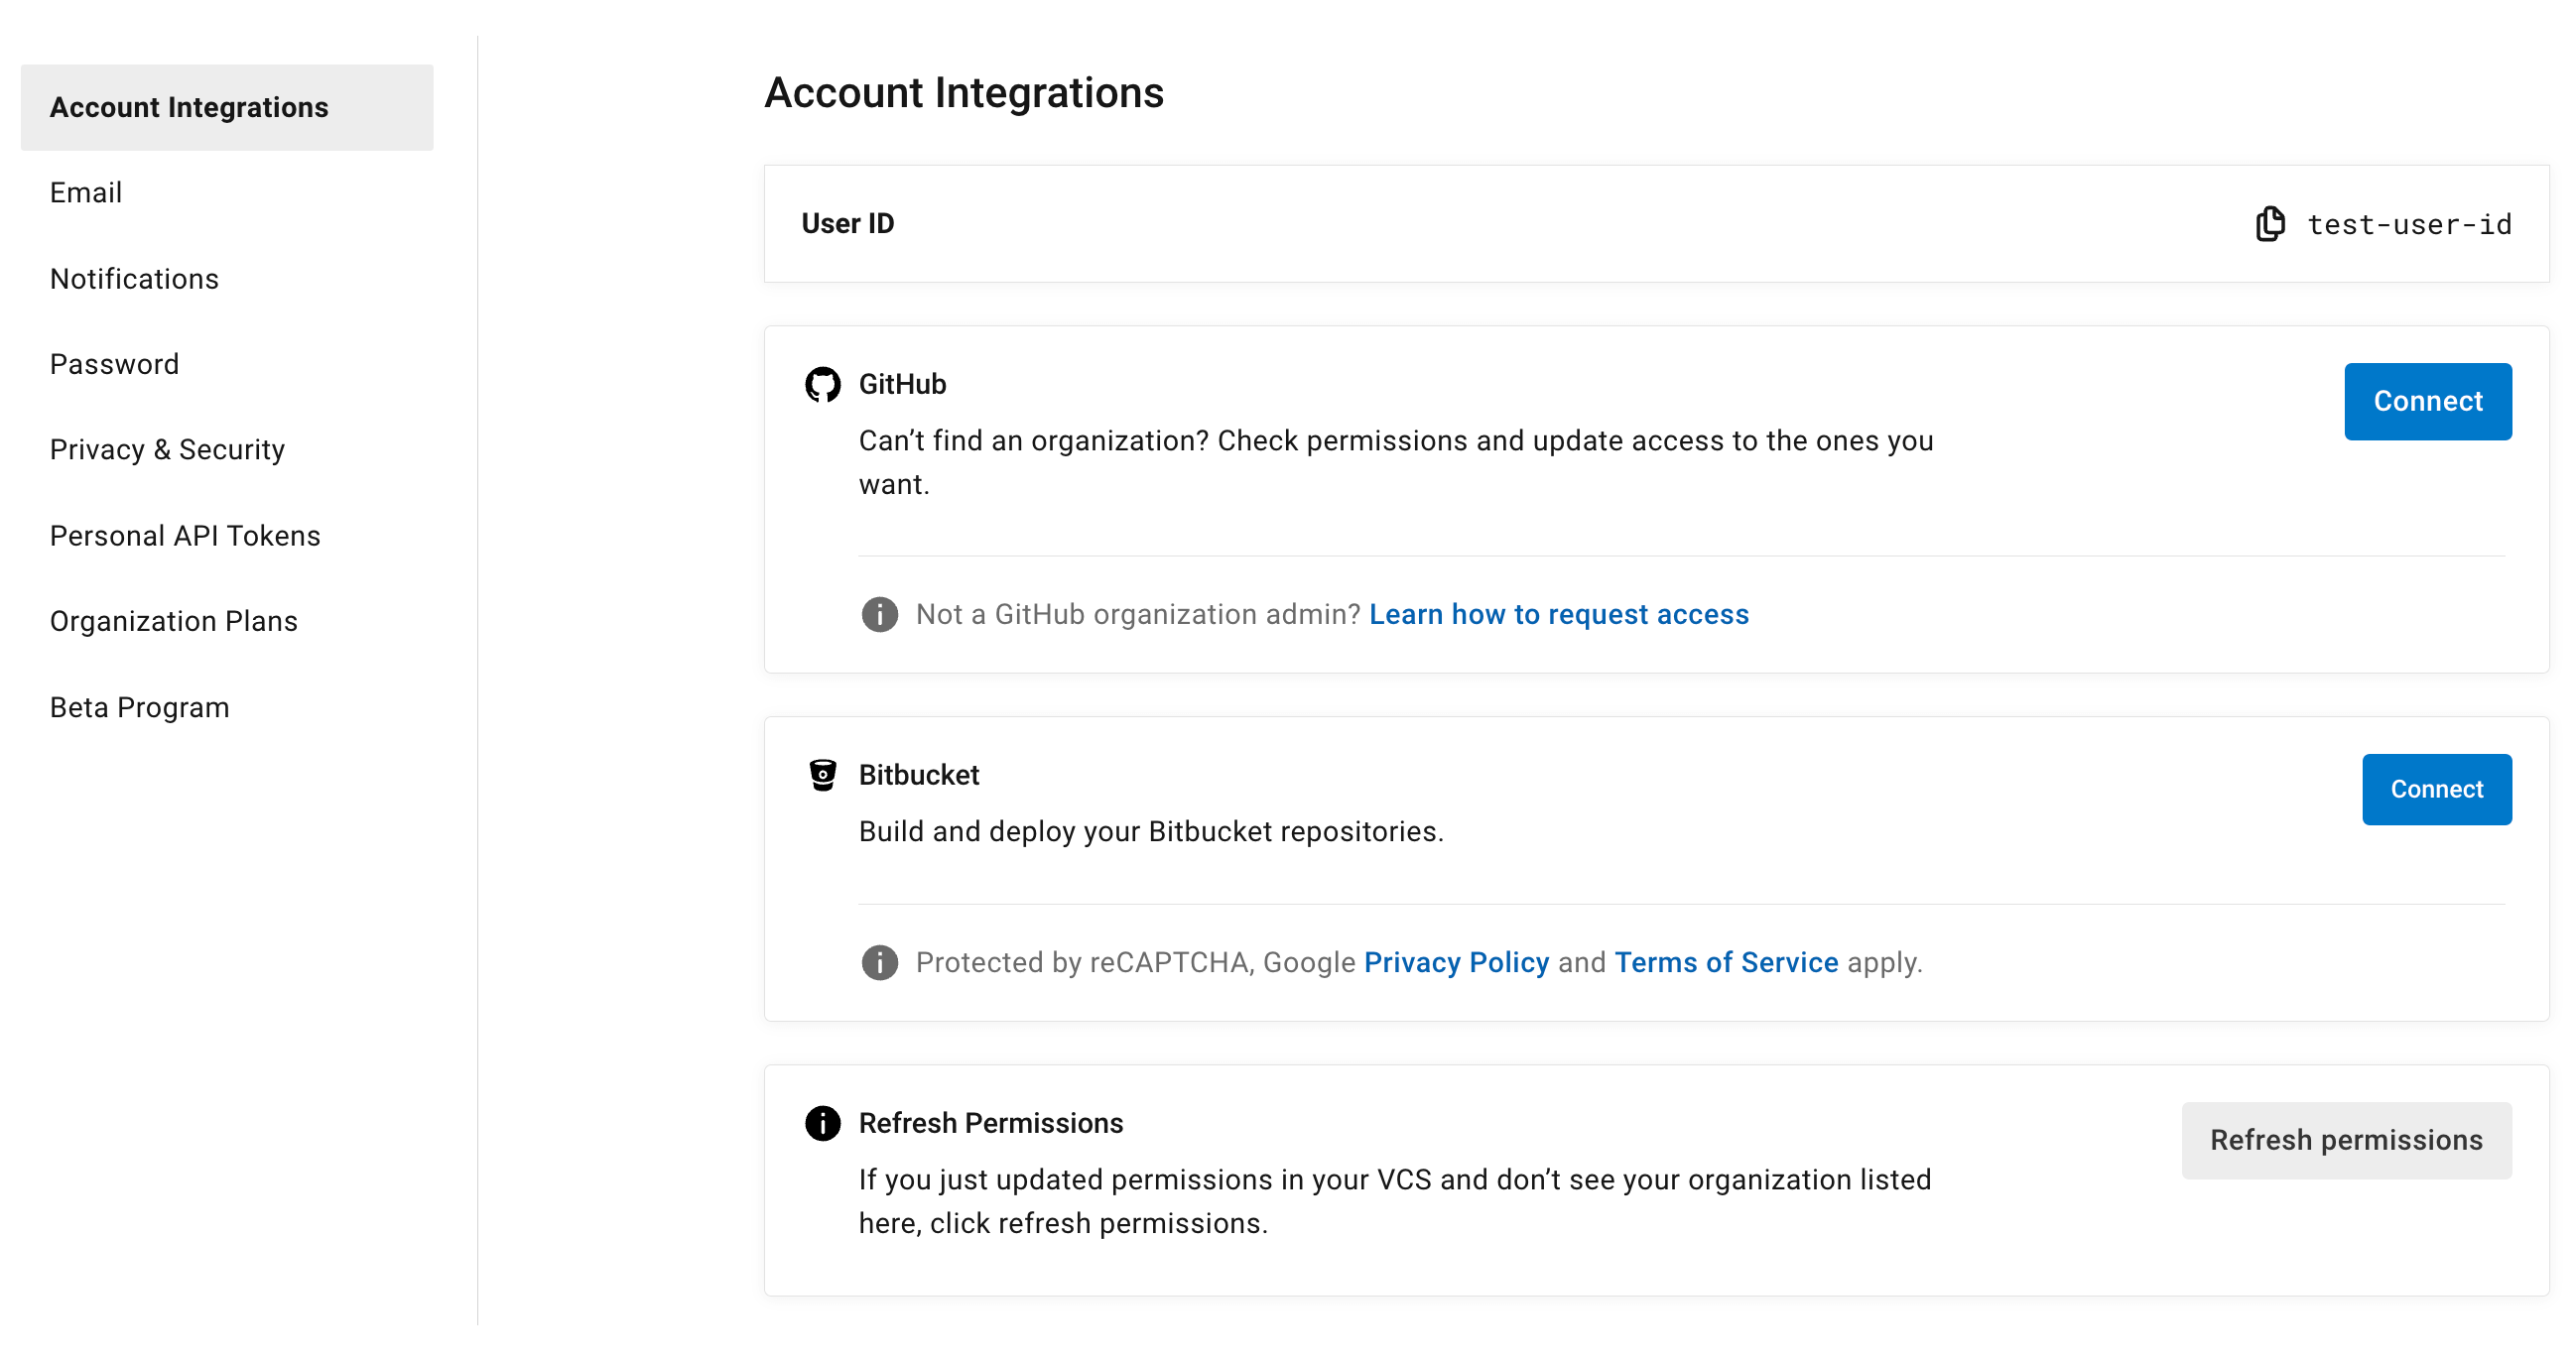 Account Integrations
Email
Notifications
Password
Privacy & Security
Personal API Tokens
Organization Plans
Beta Program
Account Integrations
User ID
test-user-id
GitHub
Connect
Can’t find an organization? Check permissions and update access to the ones you
want.
Not a GitHub organization admin? Learn how to request access
Bitbucket
Connect
Build and deploy your Bitbucket repositories.
Protected by reCAPTCHA, Google Privacy Policy and Terms of Service apply.
Refresh Permissions
Refresh permissions
If you just updated permissions in your VCS and don’t see your organization listed
here, click refresh permissions.